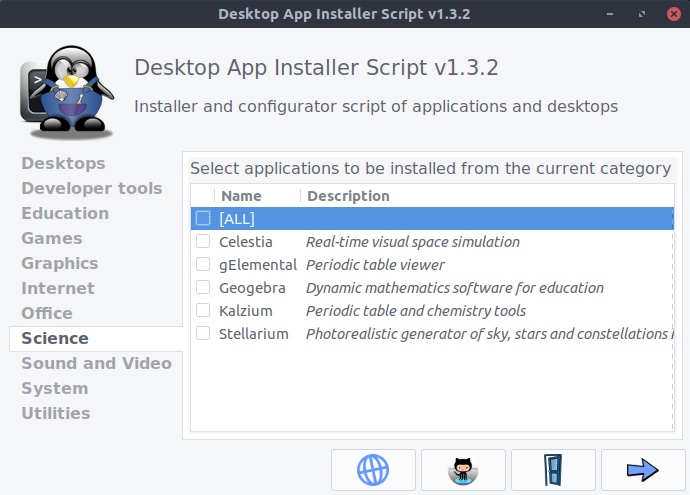 Desktop App Installer Script v1.3.2
Desktop App Installer Script v1.3.2
Installer and configurator script of applications and desktops
Desktops
Developer tools
Education
Games
Graphics
Internet
Office
Science
Sound and Video
System
Utilities
Select applications to be installed from the current category
Name Description
[ALL]
Celestia Real-time visual space simulation
gElemental Periodic table viewer
Geogebra Dynamic mathematics software for education
Kalzium Periodic table and chemistry tools
Stellarium Photorealistic generator of sky, stars and constellations i